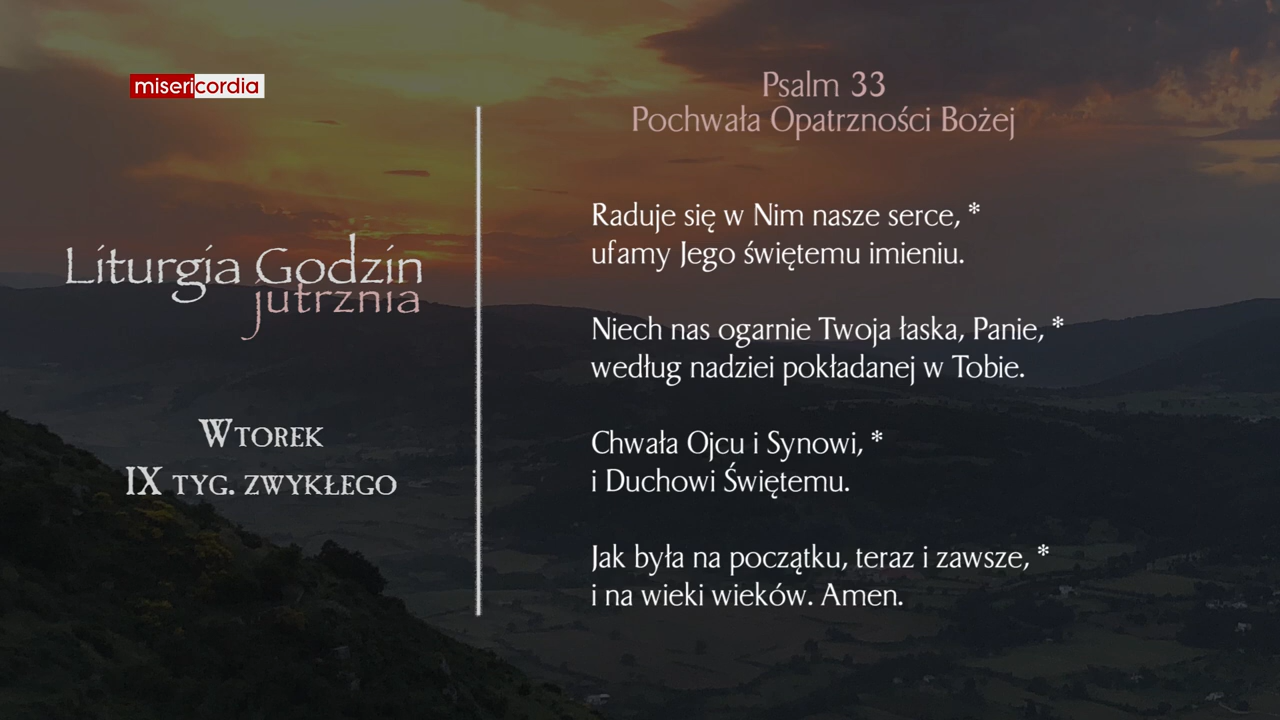 misericordia
Liturgia Godzin
jutrznia
Wtorek
IX tyg. zwykłego
Psalm 33
Pochwała Opatrzności Bożej
Raduje się w Nim nasze serce, *
ufamy Jego świętemu imieniu.
Niech nas ogarnie Twoja łaska, Panie, *
według nadziei pokładanej w Tobie.
Chwała Ojcu i Synowi, *
i Duchowi Świętemu.
Jak była na początku, teraz i zawsze, *
i na wieki wieków. Amen.